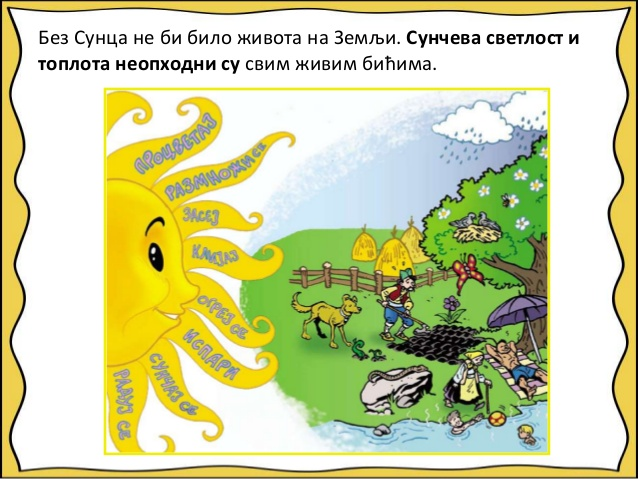 Без Сунца не би било живота на Земљи. Сунчева светлост и
топлота неопходни су свим живим бићима.
ПРОЦВЕТАЈ
РАЗМНОЖИ СЕ
ЗАСЕЈ
КЛИЈАЈ
ОГРЕЈ СЕ
ИСПАРИ
СУНЧАЈ СЕ
РАДУЈ СЕ